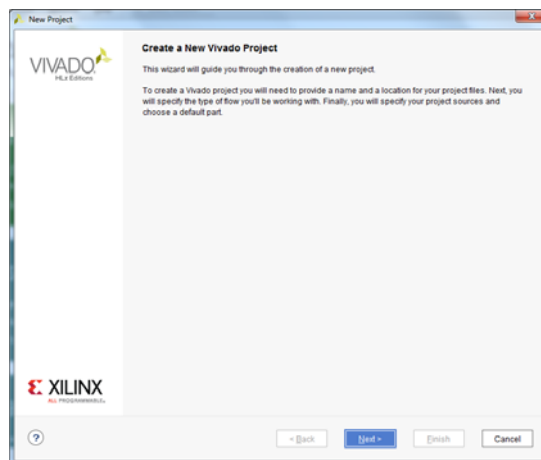 New Project
VIVADO
HLx Editions
Create a New Vivado Project
This wizard will guide you through the creation of a new project.
To create a Vivado project you will need to provide a name and a location for your project files. Next, you
will specify the type of flow you'll be working with. Finally, you will specify your project sources and
choose a default part.
XILINX
ALL PROGRAMMABLE.
?
< Back
Next >
Finish
Cancel